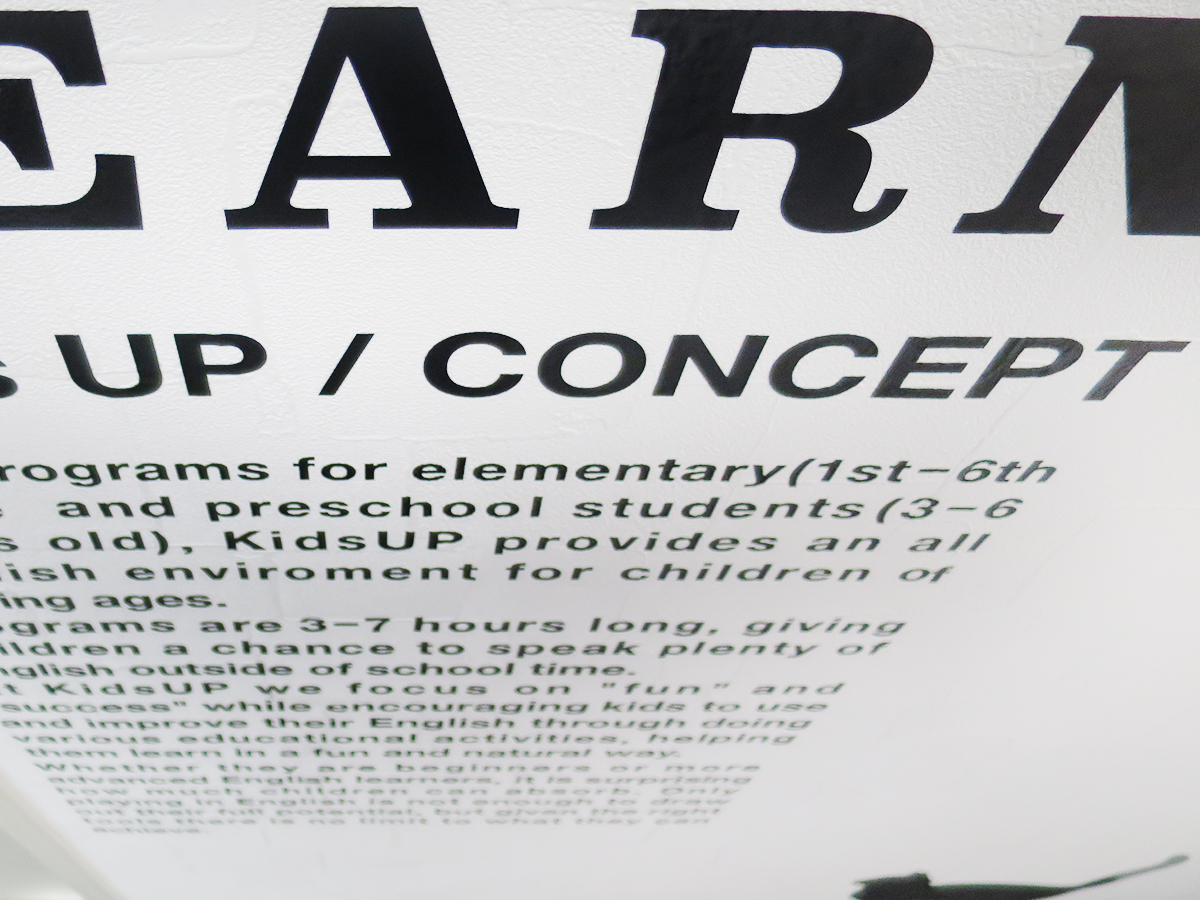 EARN
S UP / CONCEPT
rograms for elementary(1st-6th
and preschool students(3-6
s old), KidsUP provides an all
lish enviroment for children of
ing ages.
grams are 3-7 hours long, giving
ildren a chance to speak plenty of
glish outside of school time.
t KidsUP we focus on "fun" and
success" while encouraging kids to use
and improve their English through doing
various educational activities, helping
them learn in a fun and natural way.
Whether they are beginners or more
advanced English learners, it is surprising
how much children can absorb. Only
playing in English is not enough to draw
out their full potential, but given the right
tools there is no limit to what they can
achieve.